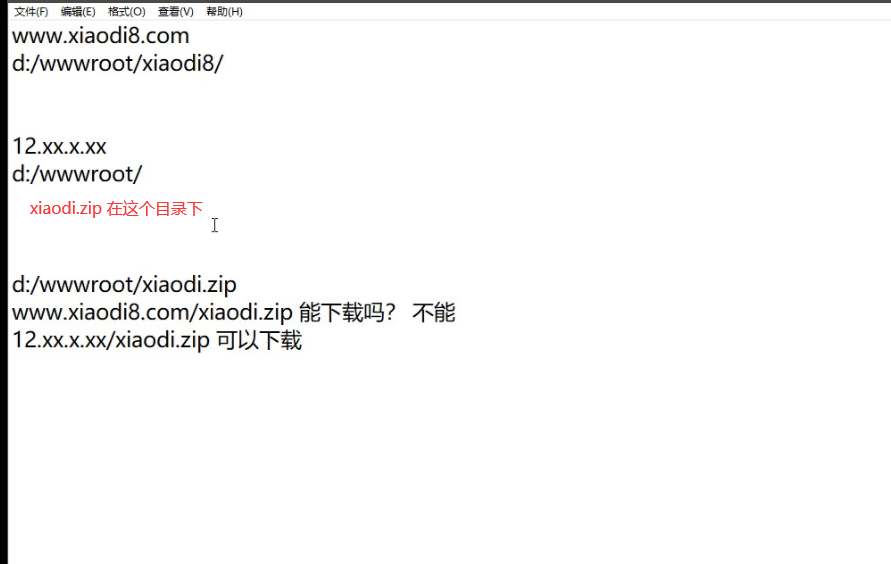 文件(F) 编辑(E) 格式(O) 查看(V) 帮助(H)
www.xiaodi8.com
d:/wwwroot/xiaodi8/
12.xx.x.xx
d:/wwwroot/
xiaodi.zip 在这个目录下
d:/wwwroot/xiaodi.zip
www.xiaodi8.com/xiaodi.zip 能下载吗？ 不能
12.xx.x.xx/xiaodi.zip 可以下载